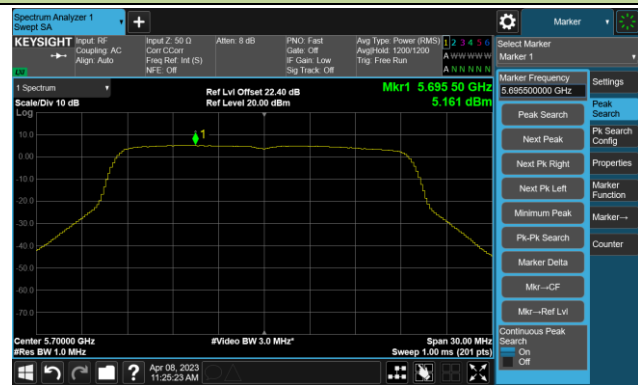 Spectrum Analyzer 1
Swept SA
Marker
KEYSIGHT
Input: RF
Coupling: AC
Align: Auto
Input Z: 50 Ω
Corr CCorr
Freq Ref: Int (S)
NFE: Off
Atten: 8 dB
PNO: Fast
Gate: Off
IF Gain: Low
Sig Track: Off
Avg Type: Power (RMS)
Avg|Hold: 1200/1200
Trig: Free Run
1 2 3 4 5 6
A W W W W W
A N N N N N
Select Marker
Marker 1
1 Spectrum
Scale/Div 10 dB
Log
Ref Lvl Offset 22.40 dB
Ref Level 20.00 dBm
Mkr1 5.695 50 GHz
5.161 dBm
1
10.0
0.00
-10.0
-20.0
-30.0
-40.0
-50.0
-60.0
-70.0
Center 5.70000 GHz
#Res BW 1.0 MHz
#Video BW 3.0 MHz*
Span 30.00 MHz
Sweep 1.00 ms (201 pts)
Marker Frequency
5.695500000 GHz
Peak Search
Next Peak
Next Pk Right
Next Pk Left
Minimum Peak
Pk-Pk Search
Marker Delta
Mkr→CF
Mkr→Ref Lvl
Continuous Peak
Search
On
Off
Settings
Peak
Search
Pk Search
Config
Properties
Marker
Function
Marker→
Counter
Apr 08, 2023
11:25:23 AM